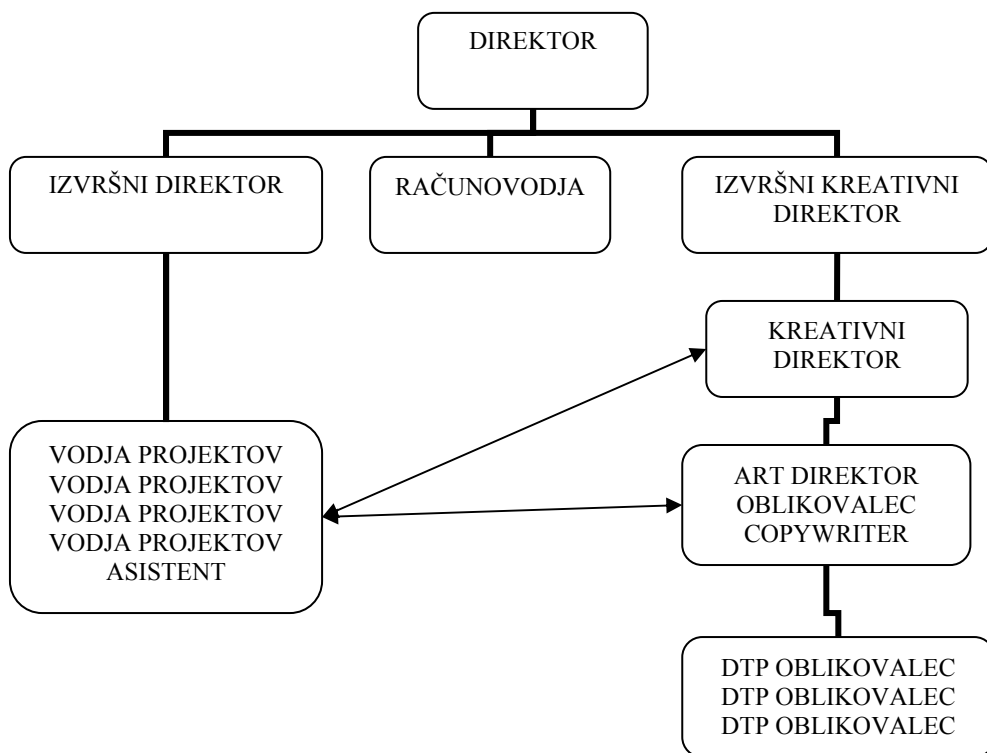 DIREKTOR
IZVRŠNI DIREKTOR
RAČUNOVODJA
IZVRŠNI KREATIVNI
DIREKTOR
KREATIVNI
DIREKTOR
VODJA PROJEKTOV
VODJA PROJEKTOV
VODJA PROJEKTOV
VODJA PROJEKTOV
ASISTENT
ART DIREKTOR
OBLIKOVALEC
COPYWRITER
DTP OBLIKOVALEC
DTP OBLIKOVALEC
DTP OBLIKOVALEC